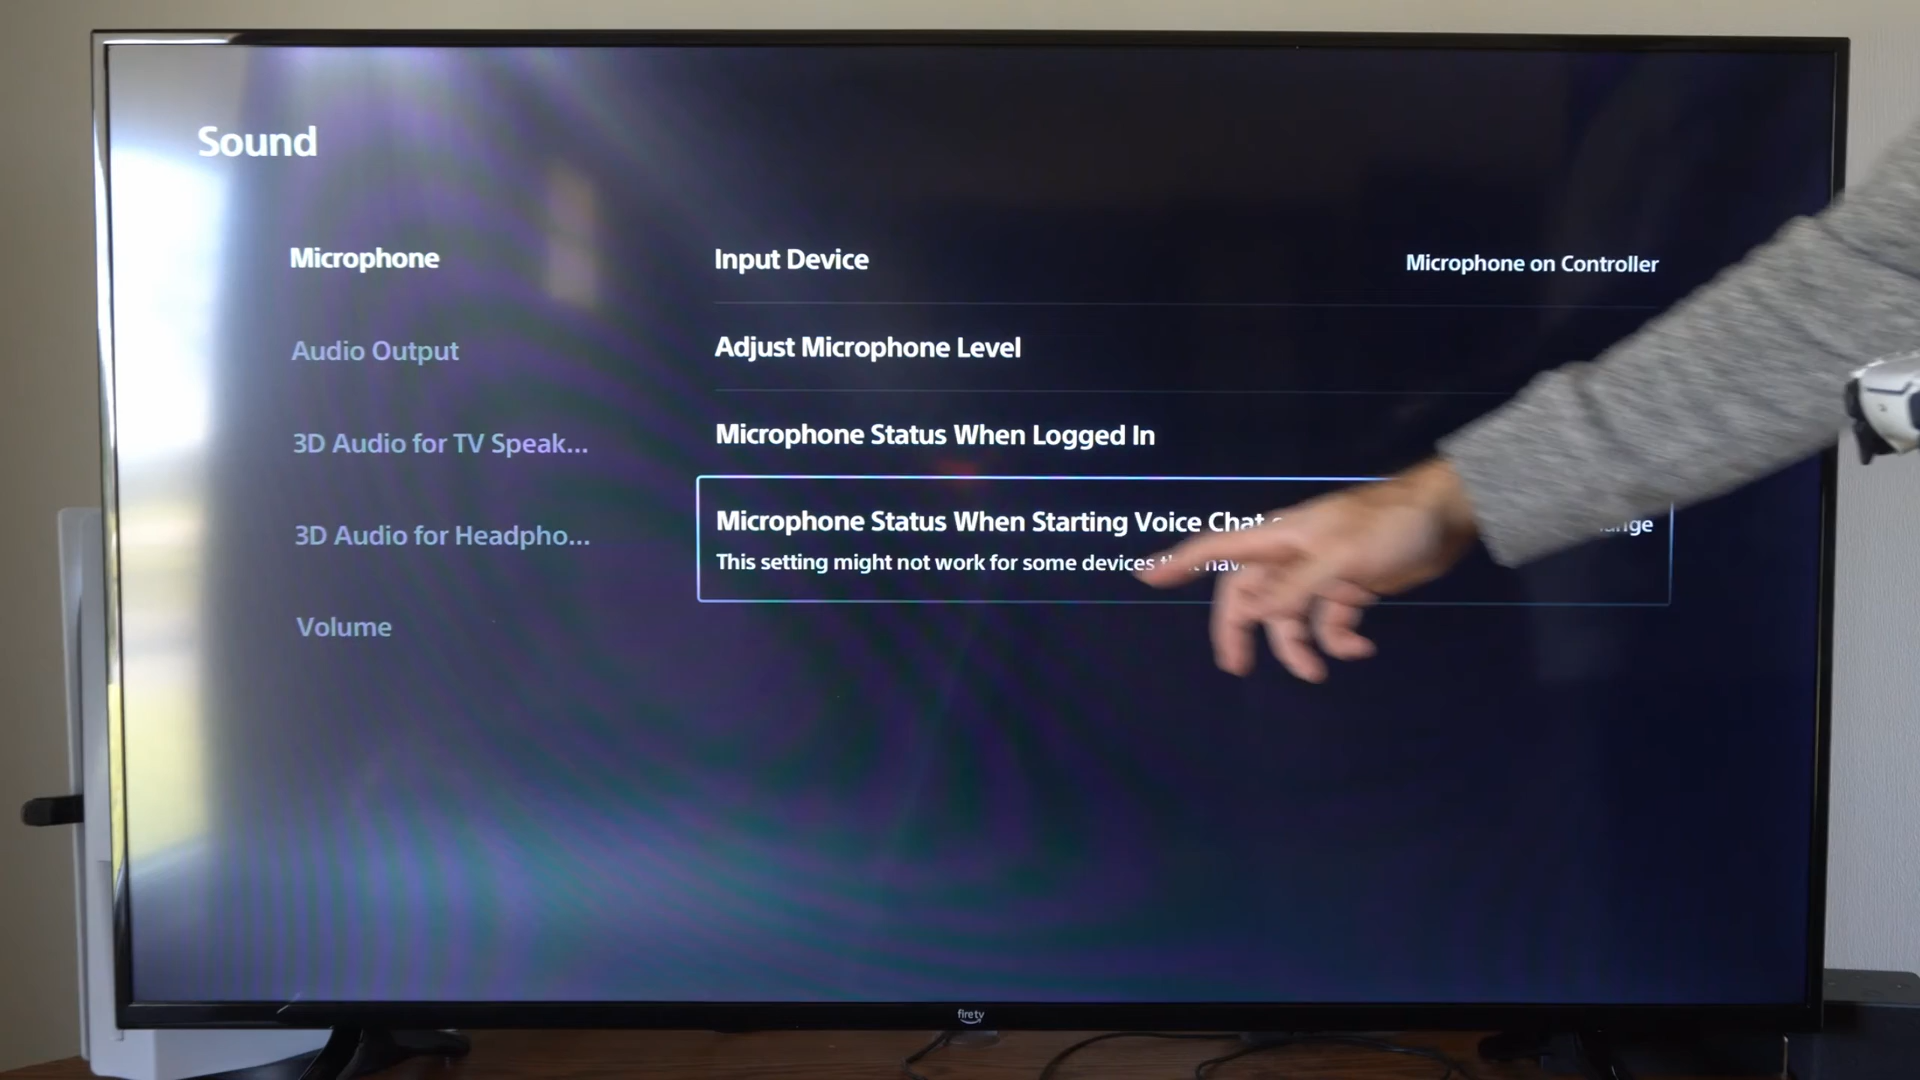 Sound
Microphone
Audio Output
3D Audio for TV Speak...
3D Audio for Headpho...
Volume
Input Device
Microphone on Controller
Adjust Microphone Level
Microphone Status When Logged In
Microphone Status When Starting Voice Chat
This setting might not work for some devices
firetv